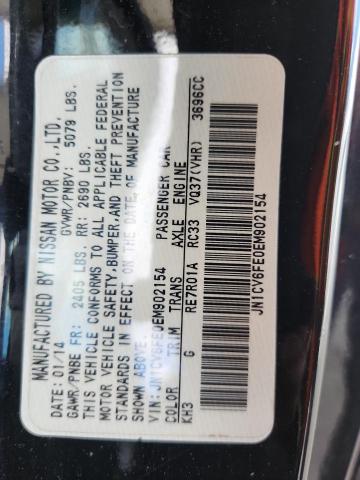 MANUFACTURED BY NISSAN MOTOR CO.,LTD.
DATE: 01/14 GVWR/PNBV: 5079 LBS.
GAWR/PNBE FR: 2405 LBS. RR: 2690 LBS.
THIS VEHICLE CONFORMS TO ALL APPLICABLE FEDERAL
MOTOR VEHICLE SAFETY,BUMPER,AND THEFT PREVENTION
STANDARDS IN EFFECT ON THE DATE OF MANUFACTURE
SHOWN ABOVE.
VIN: JN1CV6FE0EM902154 PASSENGER CAR
COLOR TRIM TRANS AXLE ENGINE
KH3 G RE7R01A RC33 VQ37(VHR) 3696CC
JN1CV6FE0EM902154